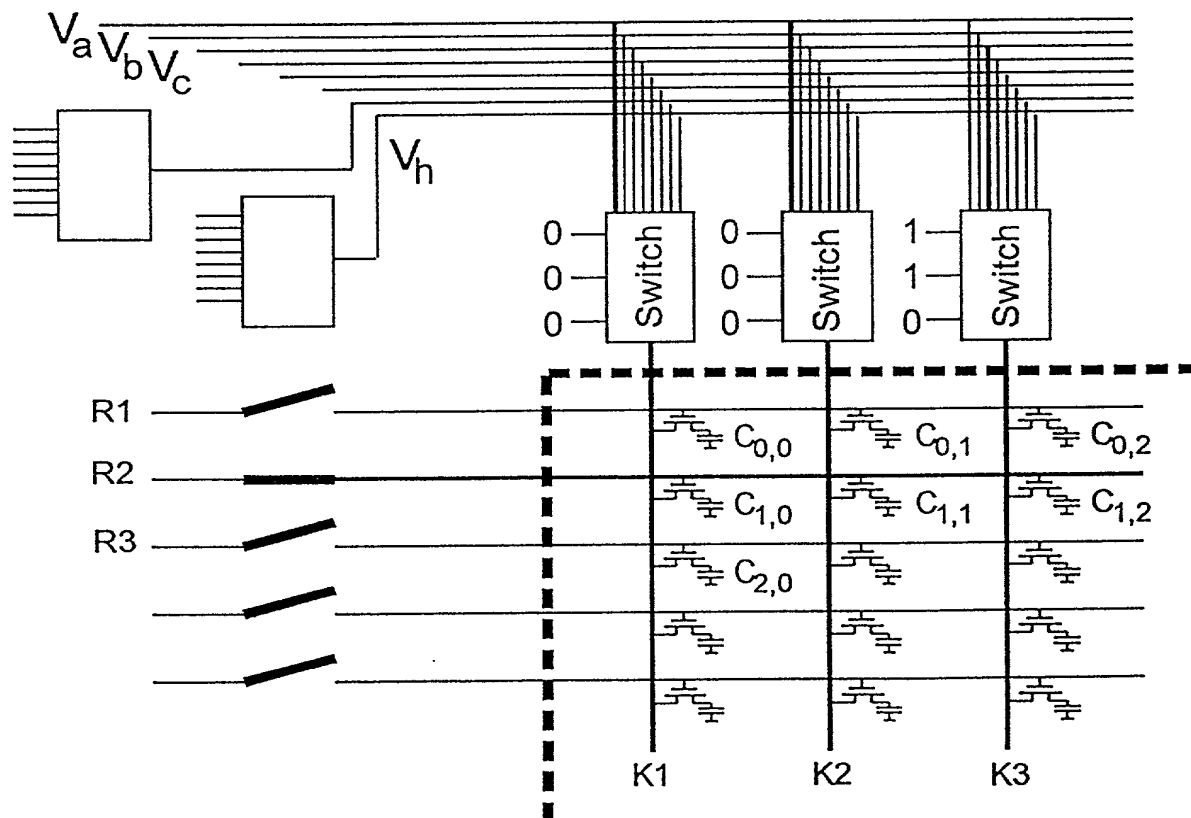 Va Vb Vc
Vh
0 0 1
0 0 1
0 0 0
Switch Switch Switch
R1
C0,0 C0,1 C0,2
R2
C1,0 C1,1 C1,2
R3
C2,0
K1 K2 K3